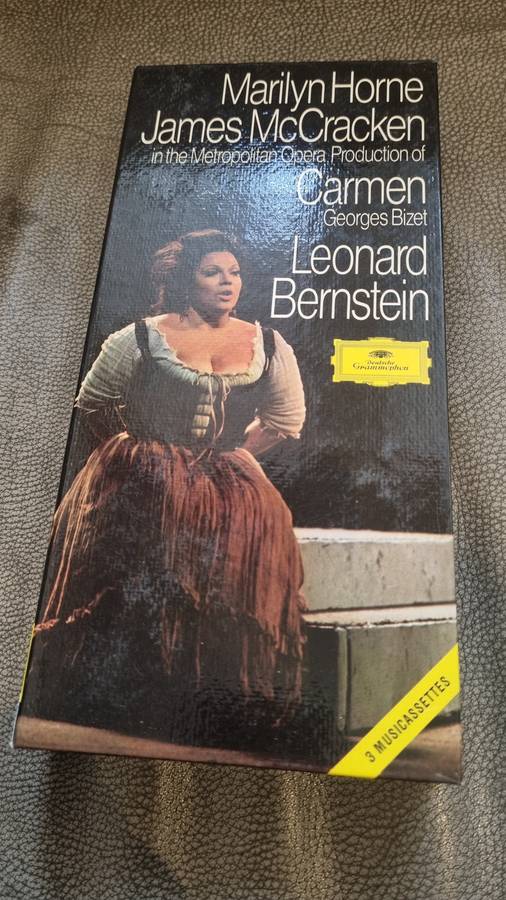 Marilyn Horne
James McCracken
in the Metropolitan Opera Production of
Carmen
Georges Bizet
Leonard
Bernstein
Deutsche
Grammophon
3 MUSICASSETTES